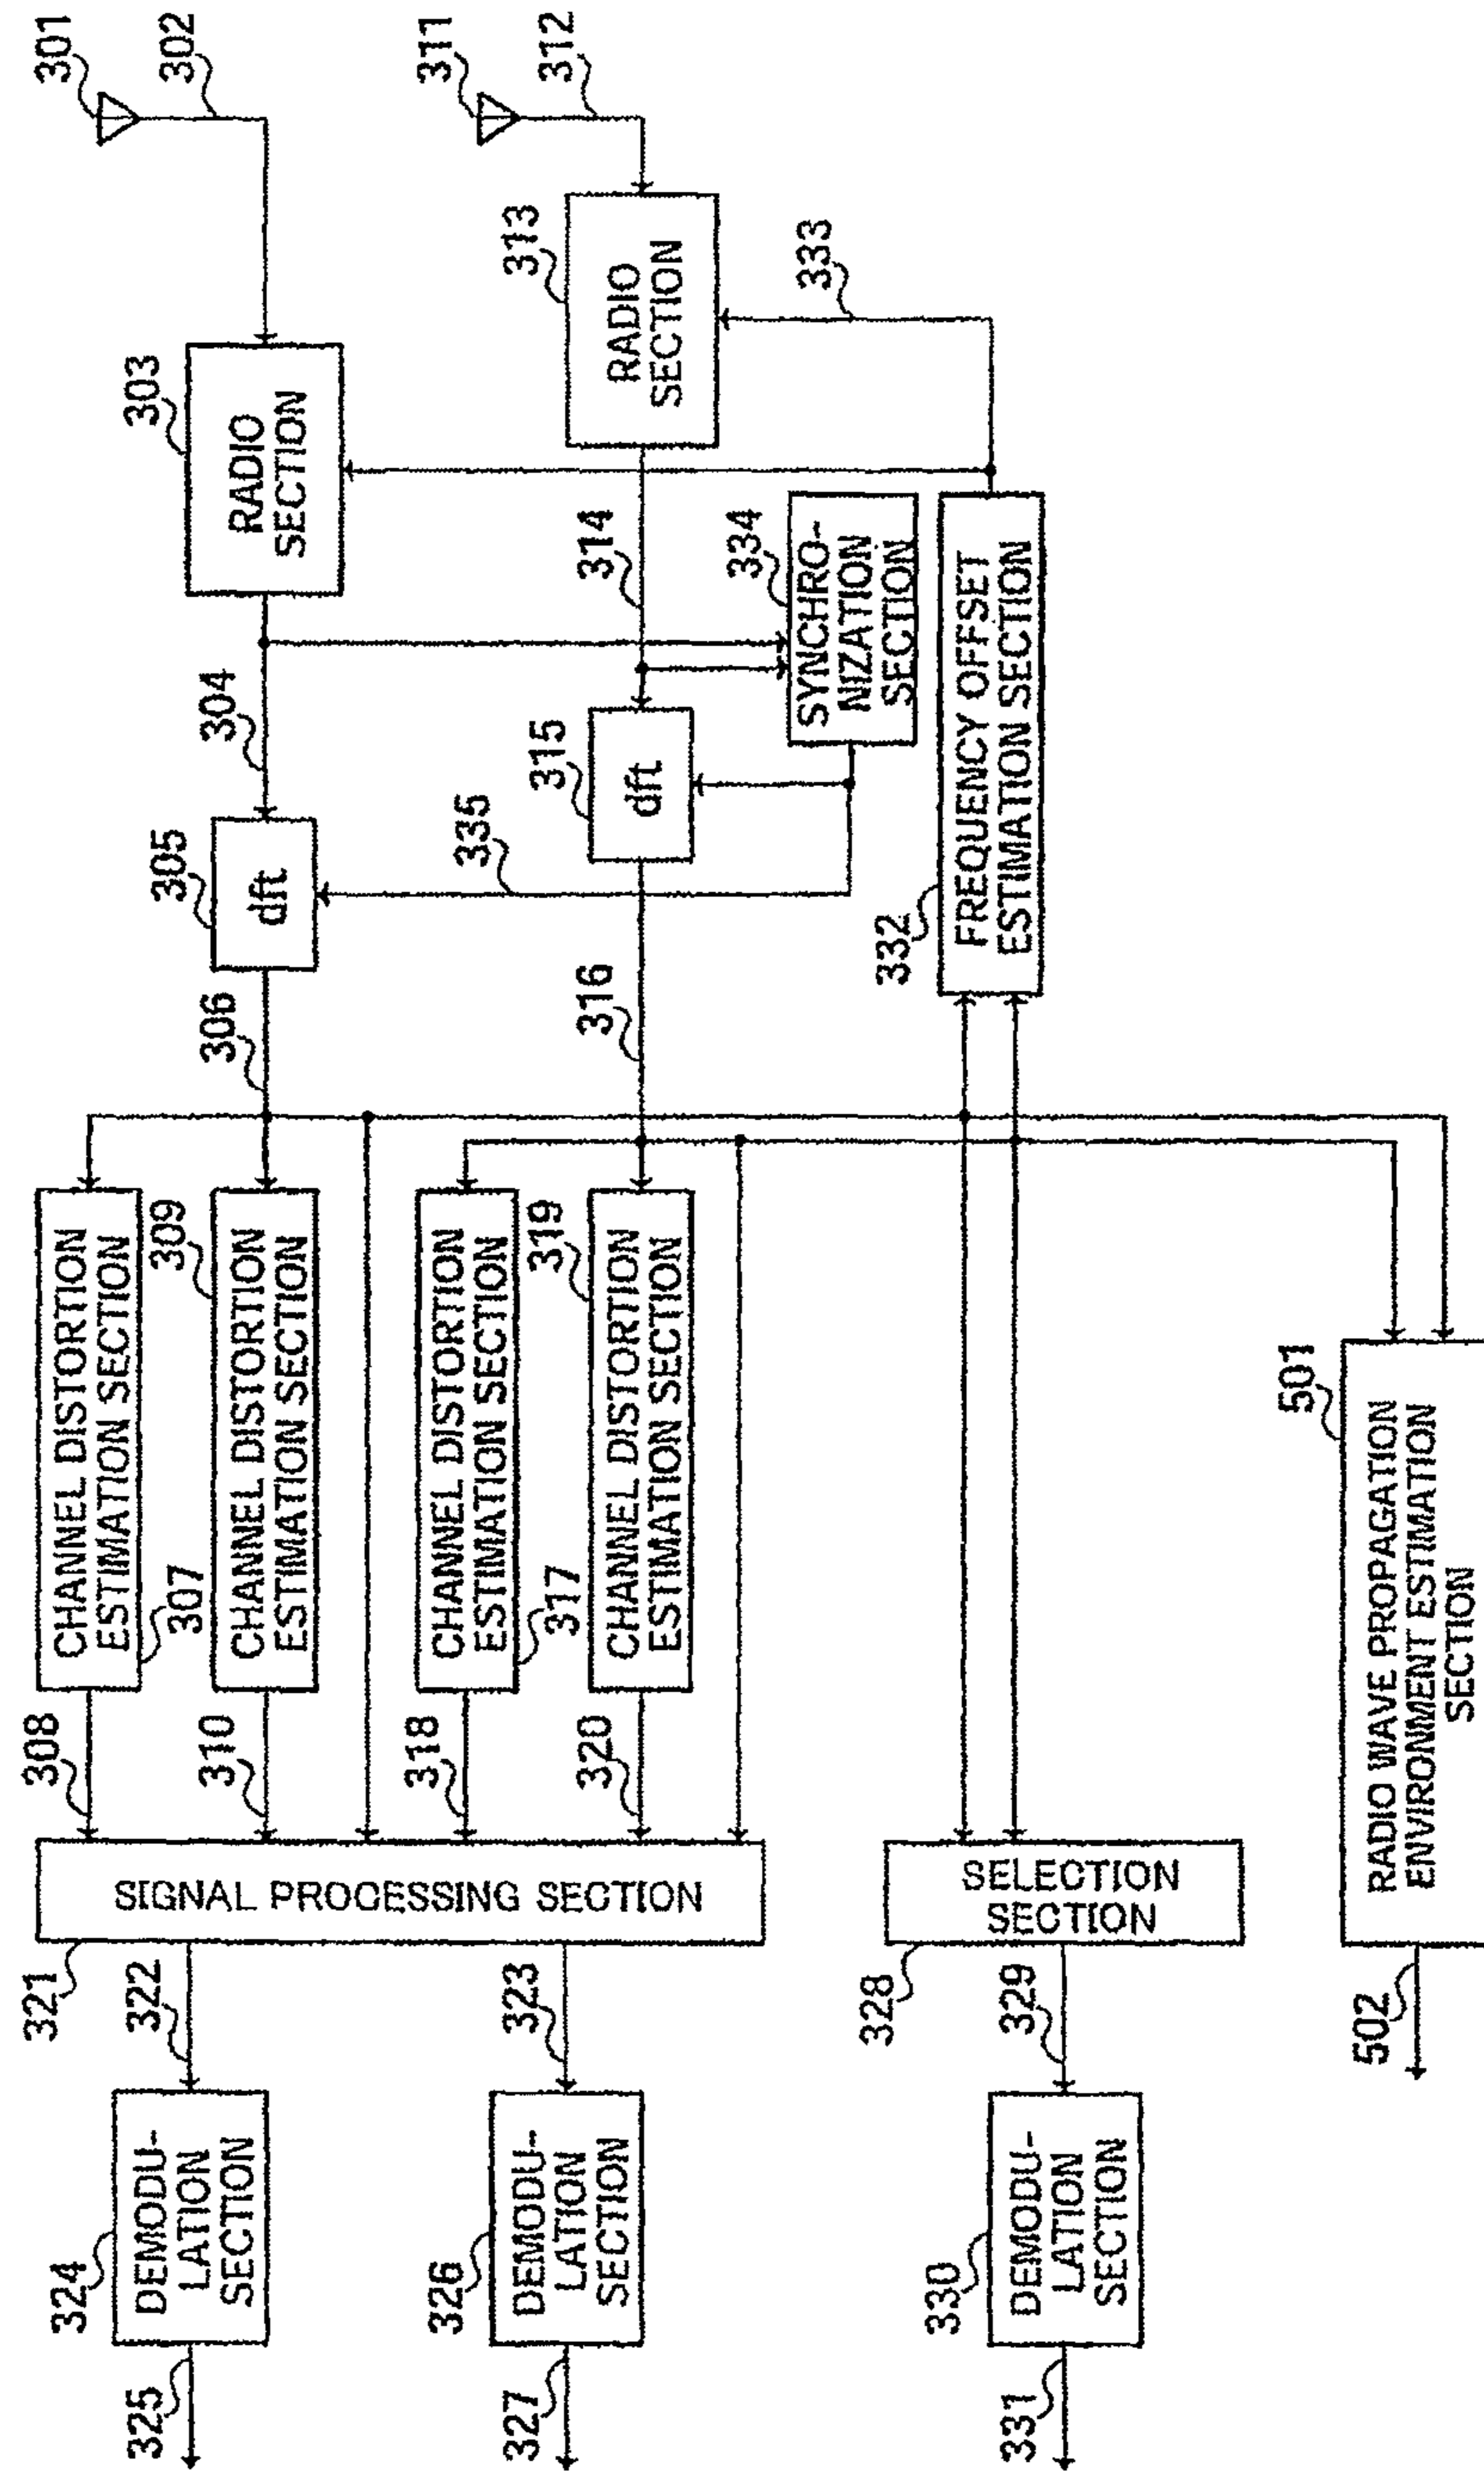 301
302
303
RADIO
SECTION
304
305
dft
306
CHANNEL DISTORTION
ESTIMATION SECTION
307
308
309
CHANNEL DISTORTION
ESTIMATION SECTION
310
311
312
313
RADIO
SECTION
314
315
dft
316
CHANNEL DISTORTION
ESTIMATION SECTION
317
318
319
CHANNEL DISTORTION
ESTIMATION SECTION
320
SIGNAL PROCESSING SECTION
321
322
323
324
DEMODU-
LATION
SECTION
325
326
DEMODU-
LATION
SECTION
327
SELECTION
SECTION
328
329
330
DEMODU-
LATION
SECTION
331
332
FREQUENCY OFFSET
ESTIMATION SECTION
333
334
SYNCHRO-
NIZATION
SECTION
335
501
RADIO WAVE PROPAGATION
ENVIRONMENT ESTIMATION
SECTION
502